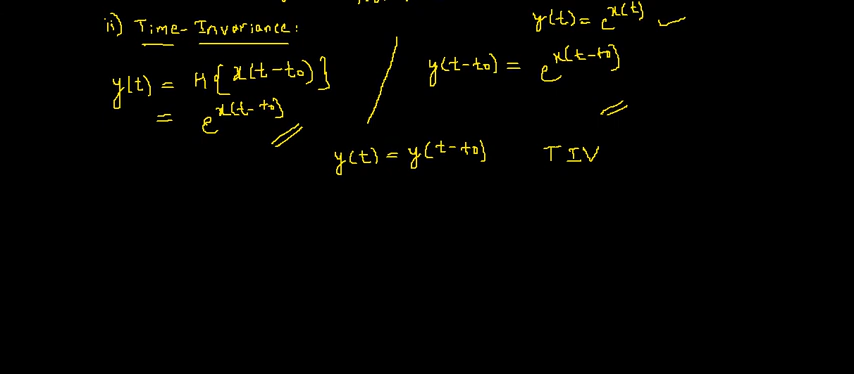 y(t) = e^x(t) ✓
ii) Time-Invariance:
y(t) = H{x(t-t0)}
= e^x(t-t0)
y(t-t0) = e^x(t-t0)
y(t) = y(t-t0) TIV